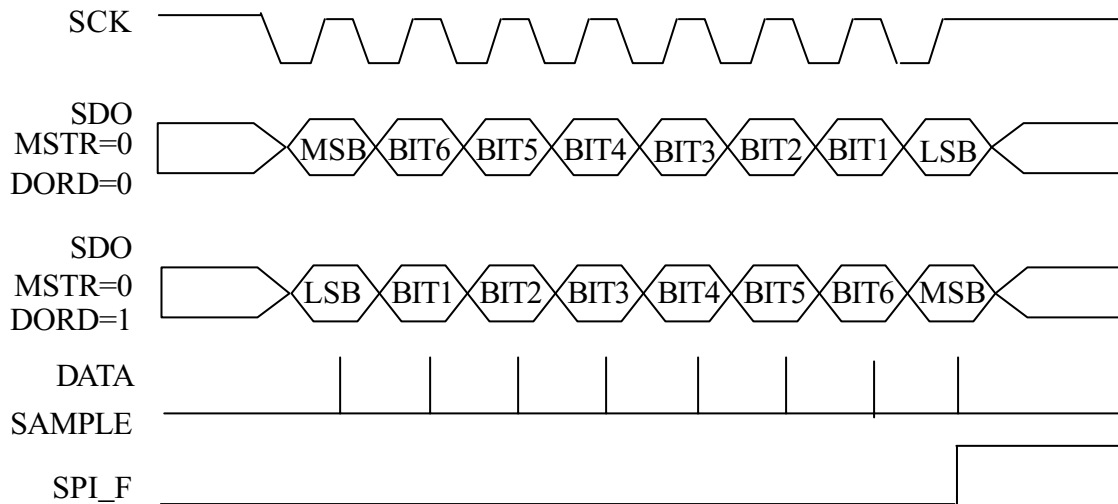 SCK
SDO
MSTR=0
DORD=0
MSB BIT6 BIT5 BIT4 BIT3 BIT2 BIT1 LSB
SDO
MSTR=0
DORD=1
LSB BIT1 BIT2 BIT3 BIT4 BIT5 BIT6 MSB
DATA
SAMPLE
SPI_F